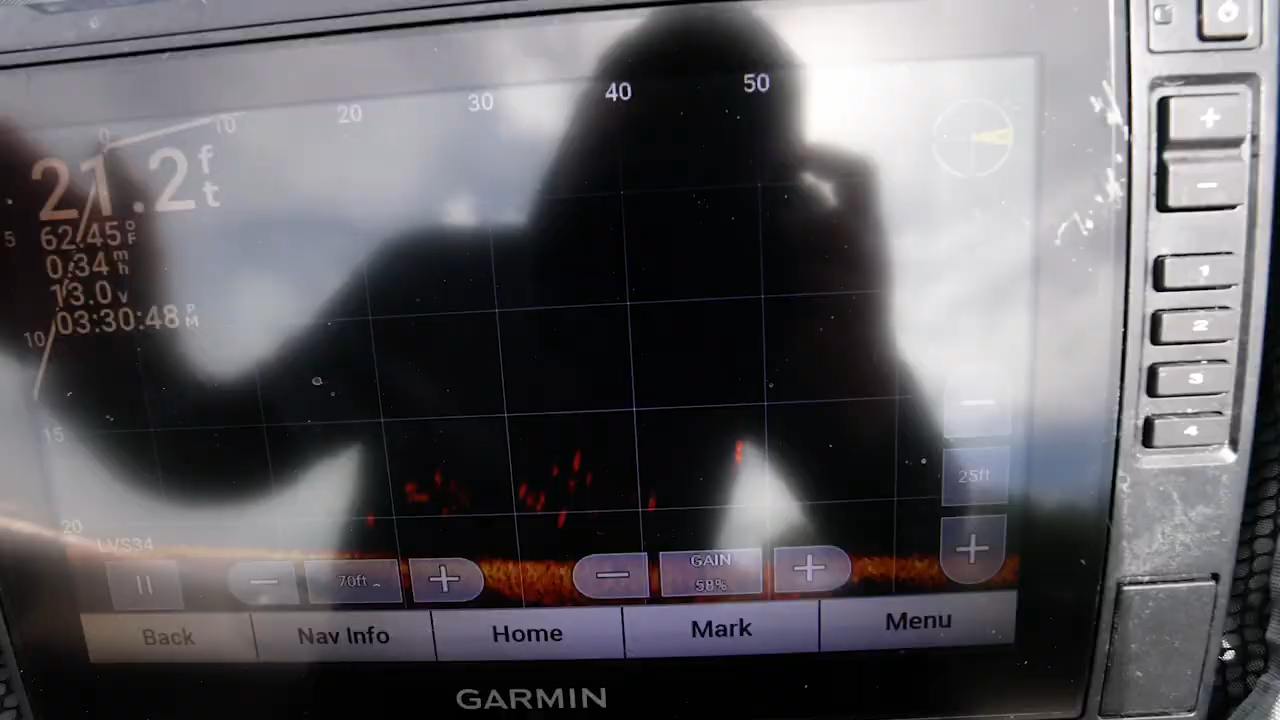 0 10 20 30 40 50
21.2 ft
5
62.45 °F
0.34 mh
13.0 v
03:30:48 PM
10
15
20
LVS34
25ft
70ft
GAIN
58%
Back Nav Info Home Mark Menu
GARMIN
1
2
3
4